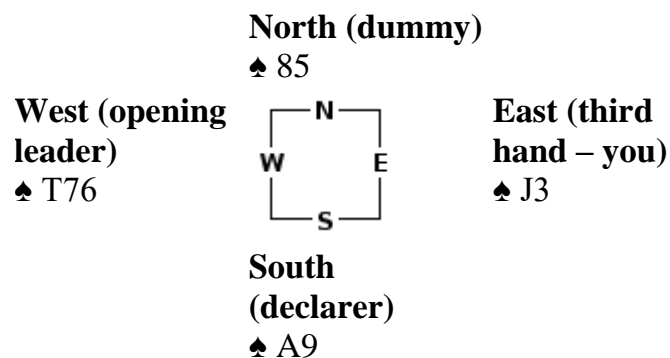 North (dummy)
♠ 85
West (opening
leader)
♠ T76
N
W
E
S
East (third
hand – you)
♠ J3
South
(declarer)
♠ A9